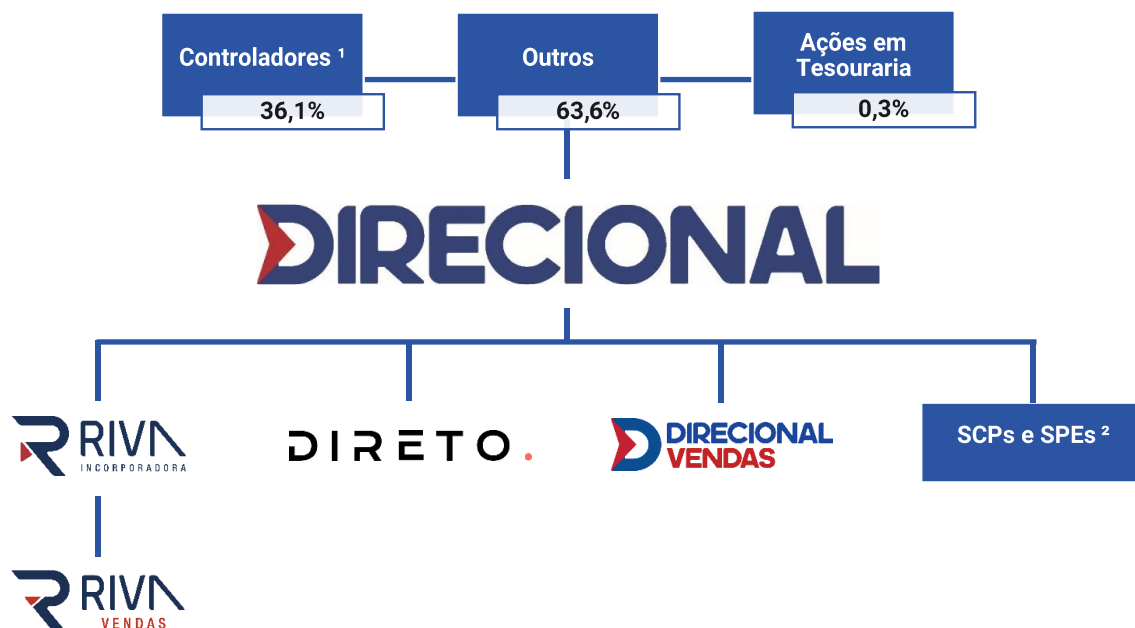 Controladores ¹
36,1%
Outros
63,6%
Ações em
Tesouraria
0,3%
DIRECIONAL
RIVA
INCORPORADORA
DIRETO.
DIRECIONAL
VENDAS
SCPs e SPEs ²
RIVA
VENDAS